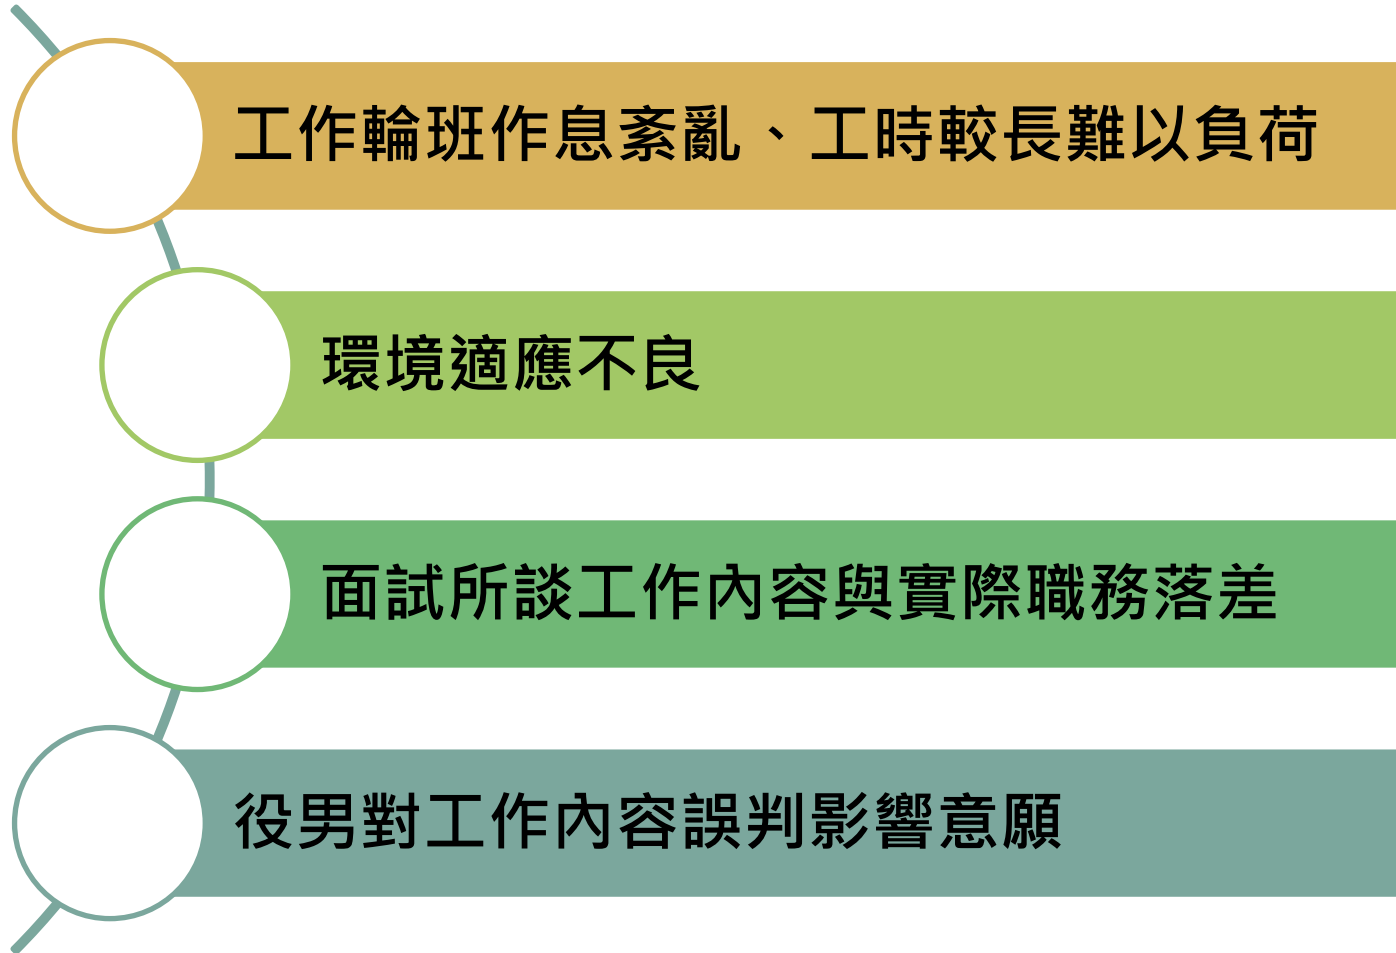 工作輪班作息紊亂、工時較長難以負荷
環境適應不良
面試所談工作內容與實際職務落差
役男對工作內容誤判影響意願